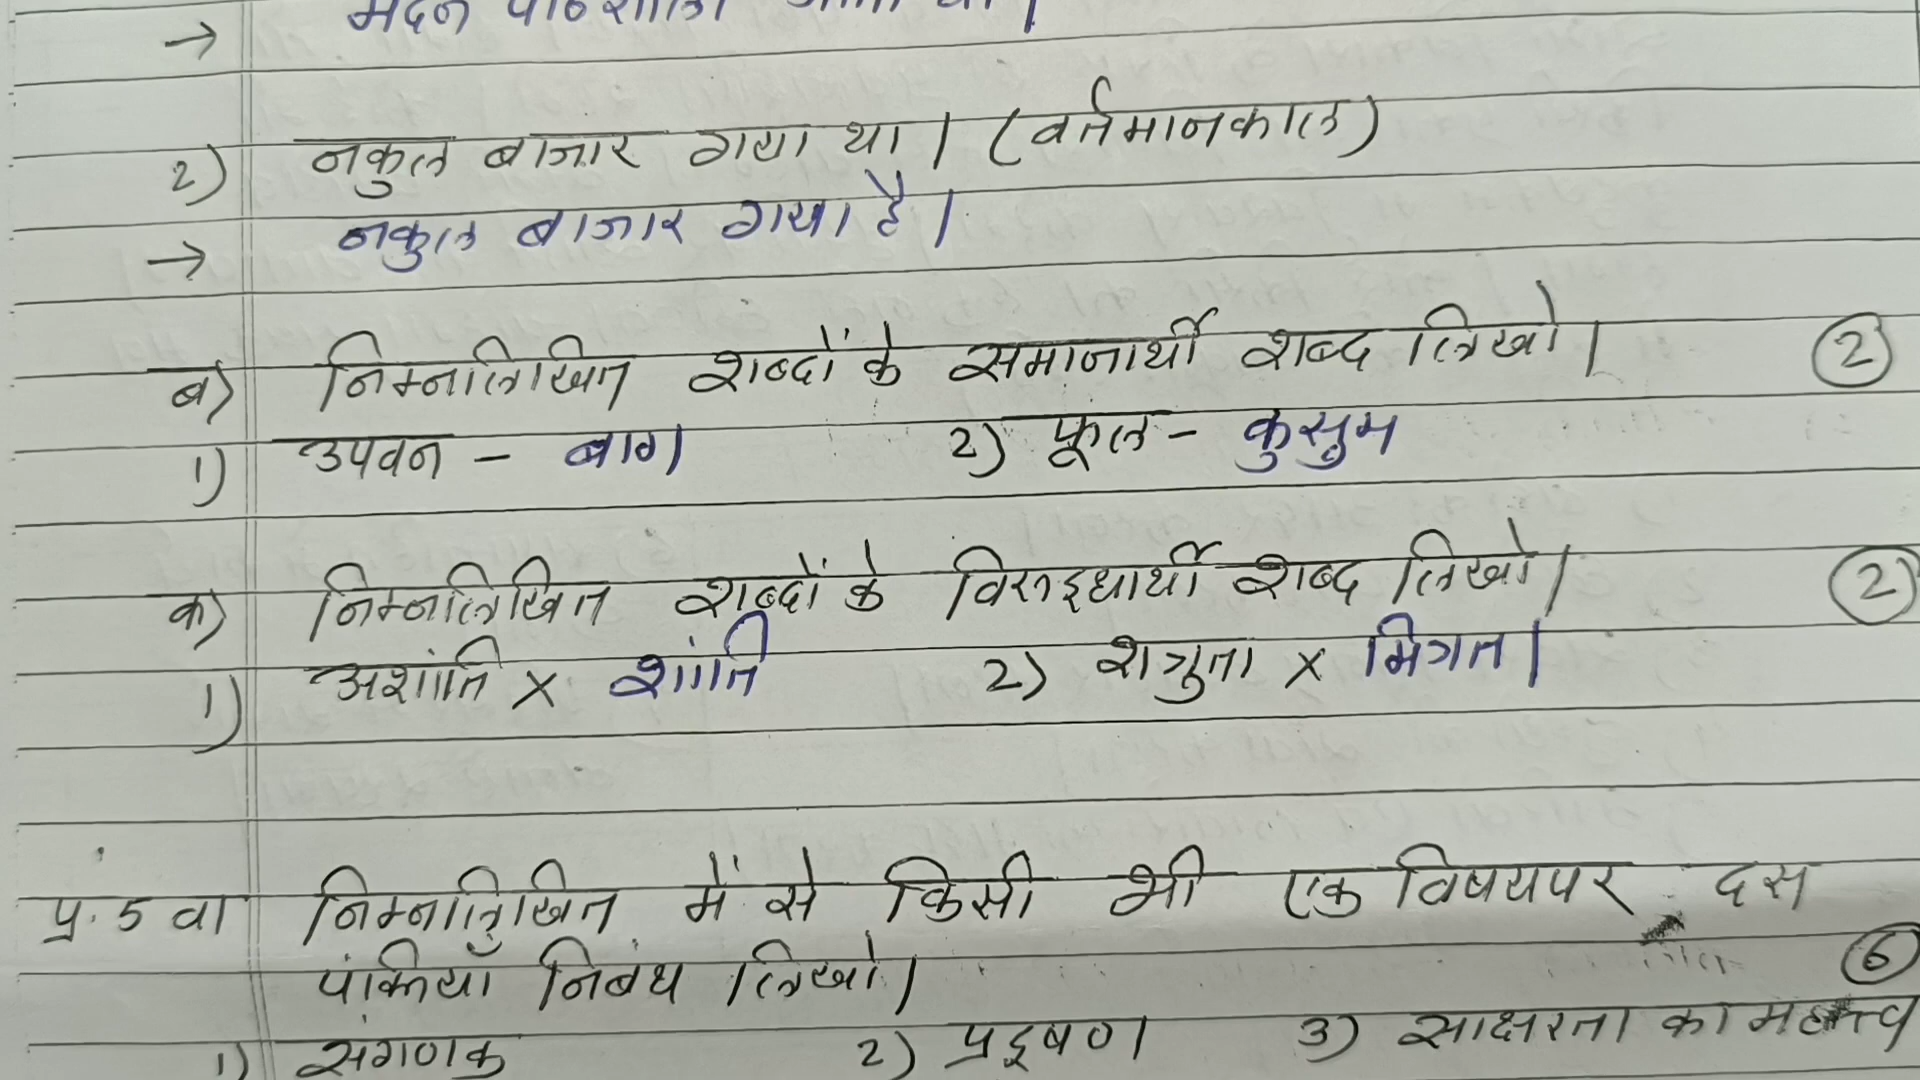 → मदन पाठशाला जाता था।
2) नकुल बाजार गया था। (वर्तमानकाल)
→ नकुल बाजार गया है।
ब) निम्नलिखित शब्दों के समानार्थी शब्द लिखो। 2
1) उपवन - बाग 2) फूल - कुसुम
क) निम्नलिखित शब्दों के विरुद्धार्थी शब्द लिखो। 2
1) अशांति × शांति 2) शत्रुता × मित्रता
प्र. 5 वा निम्नलिखित में से किसी भी एक विषयपर दस
पंक्तियाँ निबंध लिखो। 6
1) संगणक 2) प्रदूषण 3) साक्षरता का महत्त्व